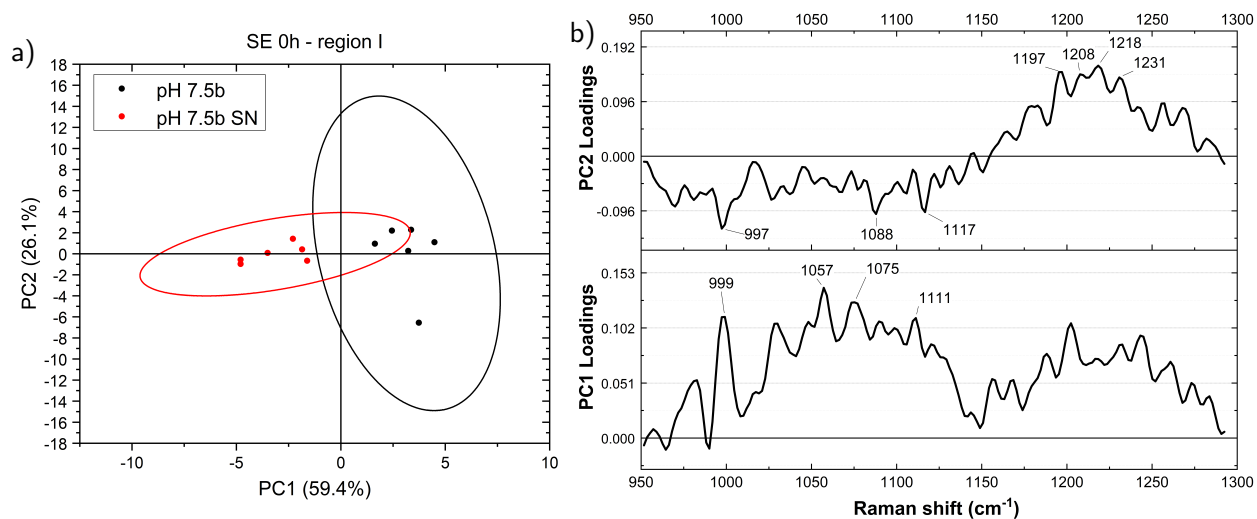 a)
SE 0h - region I
pH 7.5b
pH 7.5b SN
18
16
14
12
10
8
6
4
2
0
-2
-4
-6
-8
-10
-12
-14
-16
-18
PC2 (26.1%)
-10 -5 0 5 10
PC1 (59.4%)
b)
950 1000 1050 1100 1150 1200 1250 1300
0.192
0.096
0.000
-0.096
PC2 Loadings
1197 1208 1218 1231
997 1088 1117
0.153
0.102
0.051
0.000
PC1 Loadings
999 1057 1075 1111
950 1000 1050 1100 1150 1200 1250 1300
Raman shift (cm⁻¹)